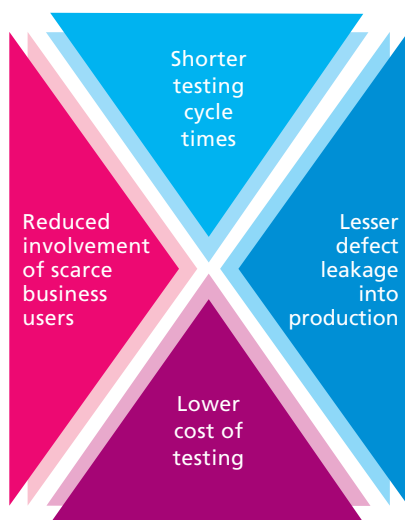 Shorter
testing
cycle
times
Reduced
involvement
of scarce
business
users
Lesser
defect
leakage
into
production
Lower
cost of
testing